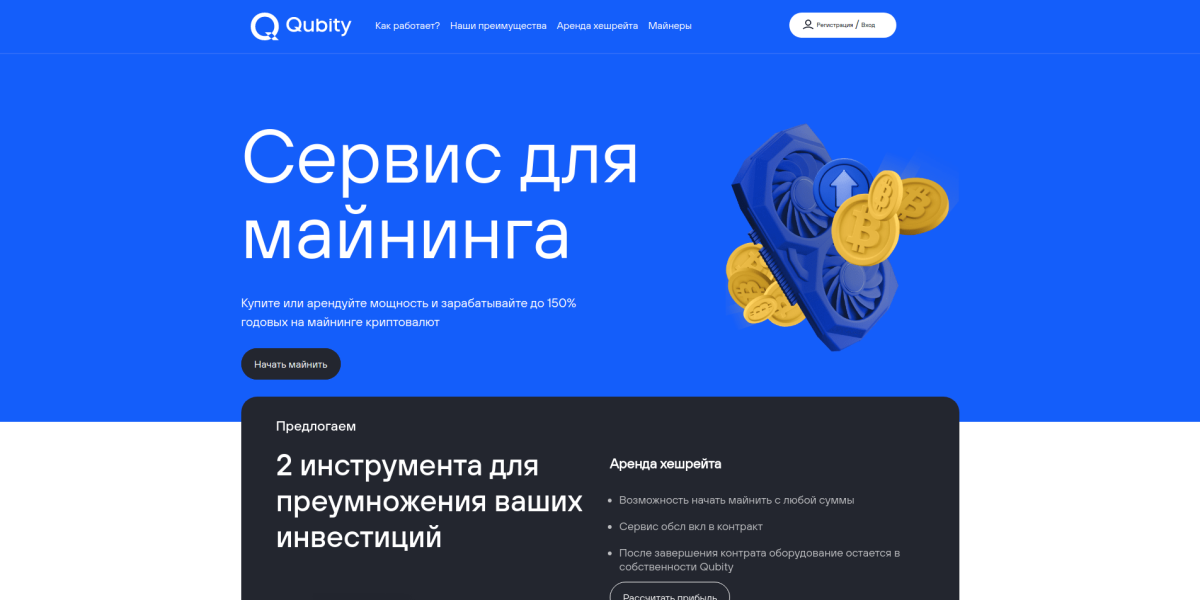 Qubity
Как работает?
Наши преимущества
Аренда хешрейта
Майнеры
Регистрация / Вход
Сервис для
майнинга
Купите или арендуйте мощность и зарабатывайте до 150%
годовых на майнинге криптовалют
Начать майнить
Предлогаем
2 инструмента для
преумножения ваших
инвестиций
Аренда хешрейта
Возможность начать майнить с любой суммы
Сервис обсл вкл в контракт
После завершения контрата оборудование остается в
собственности Qubity
Рассчитать прибыль